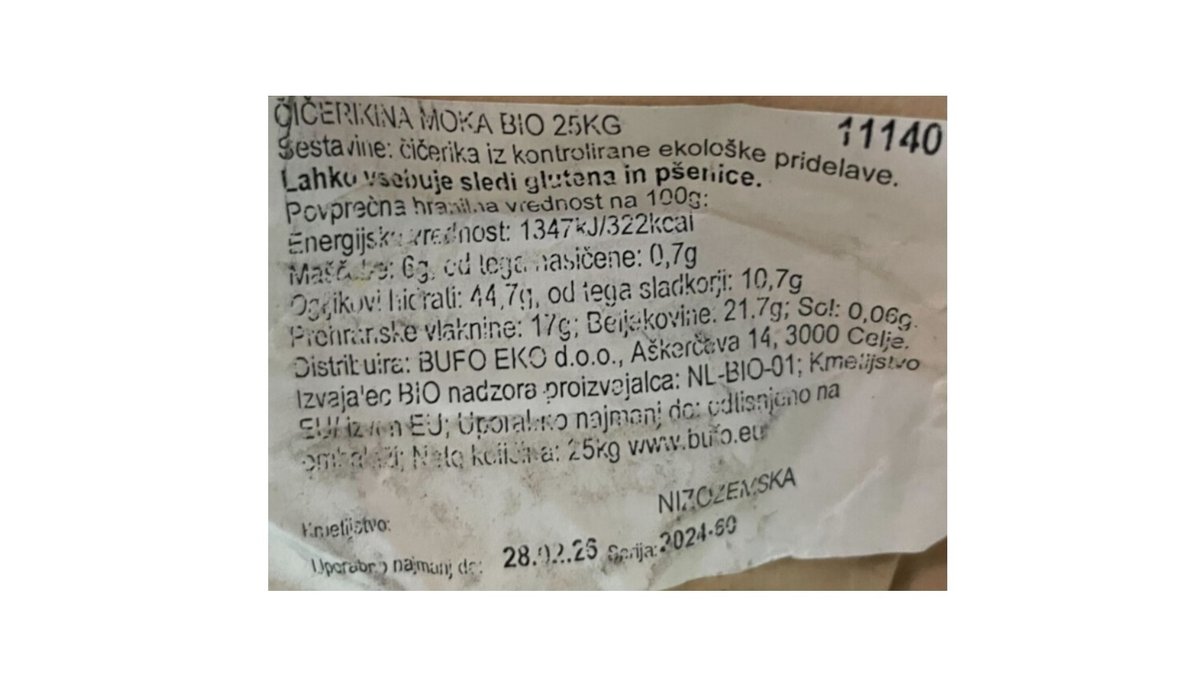 ČIČERIKINA MOKA BIO 25KG
11140
Sestavine: čičerika iz kontrolirane ekološke pridelave.
Lahko vsebuje sledi glutena in pšenice.
Povprečna hranilna vrednost na 100g:
Energijska vrednost: 1347kJ/322kcal
Maščobe: 6g, od tega nasičene: 0,7g
Ogljikovi hidrati: 44,7g, od tega sladkorji: 10,7g
Prehranske vlaknine: 17g; Beljakovine: 21,7g; Sol: 0,06g.
Distribuira: BUFO EKO d.o.o., Aškerčeva 14, 3000 Celje.
Izvajalec BIO nadzora proizvajalca: NL-BIO-01; Kmetijstvo
EU/izven EU; Uporabno najmanj do: odtisnjeno na
embalaži; Neto količina: 25kg www.bufo.eu
NIZOZEMSKA
Kmetijstvo:
Uporabno najmanj do: 28.02.26 Serija: 2024-60